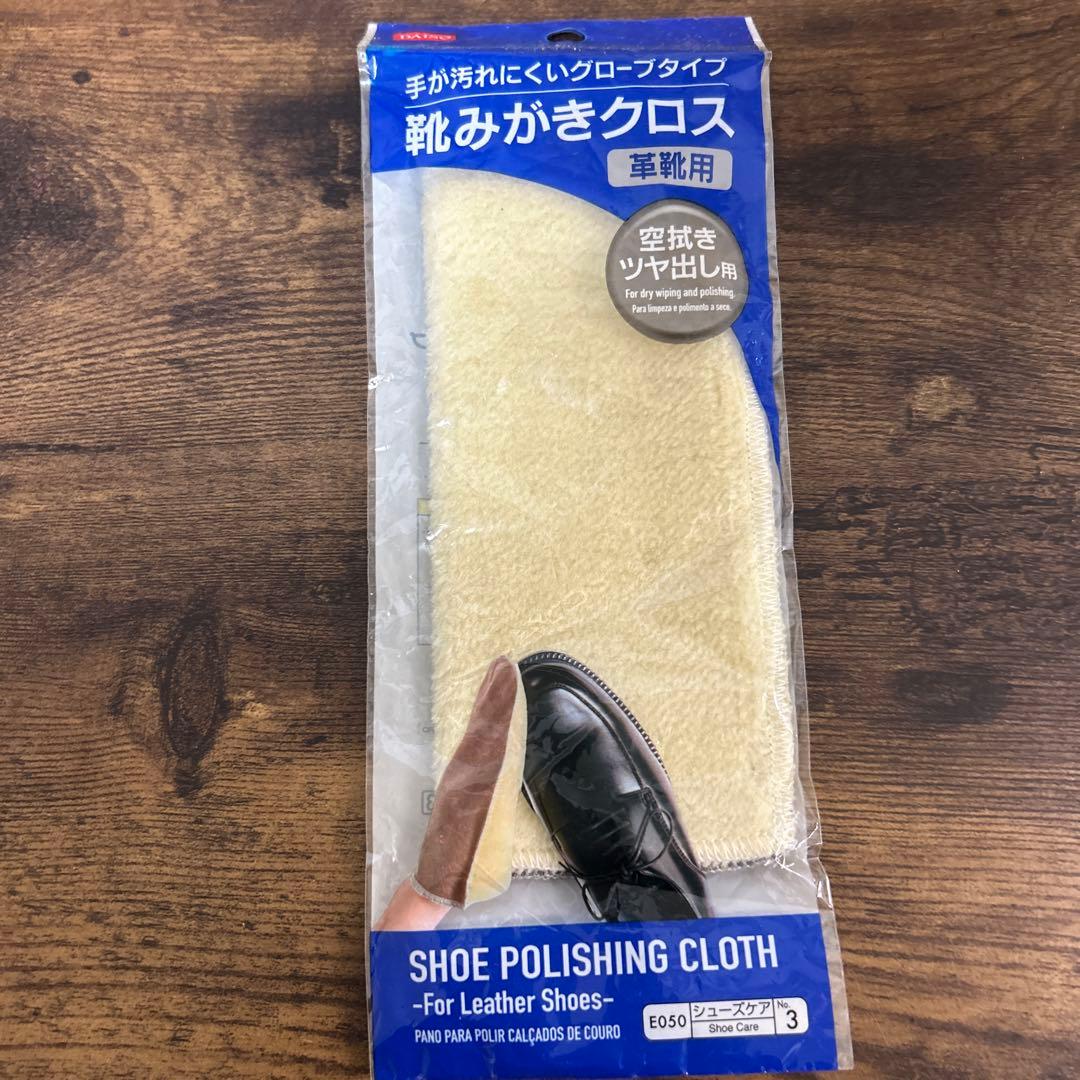 DAISO
手が汚れにくいグローブタイプ
靴みがきクロス
革靴用
空拭き
ツヤ出し用
For dry wiping and polishing.
Para limpeza e polimento a seco.
SHOE POLISHING CLOTH
-For Leather Shoes-
PANO PARA POLIR CALÇADOS DE COURO
E050 シューズケア No.
Shoe Care 3